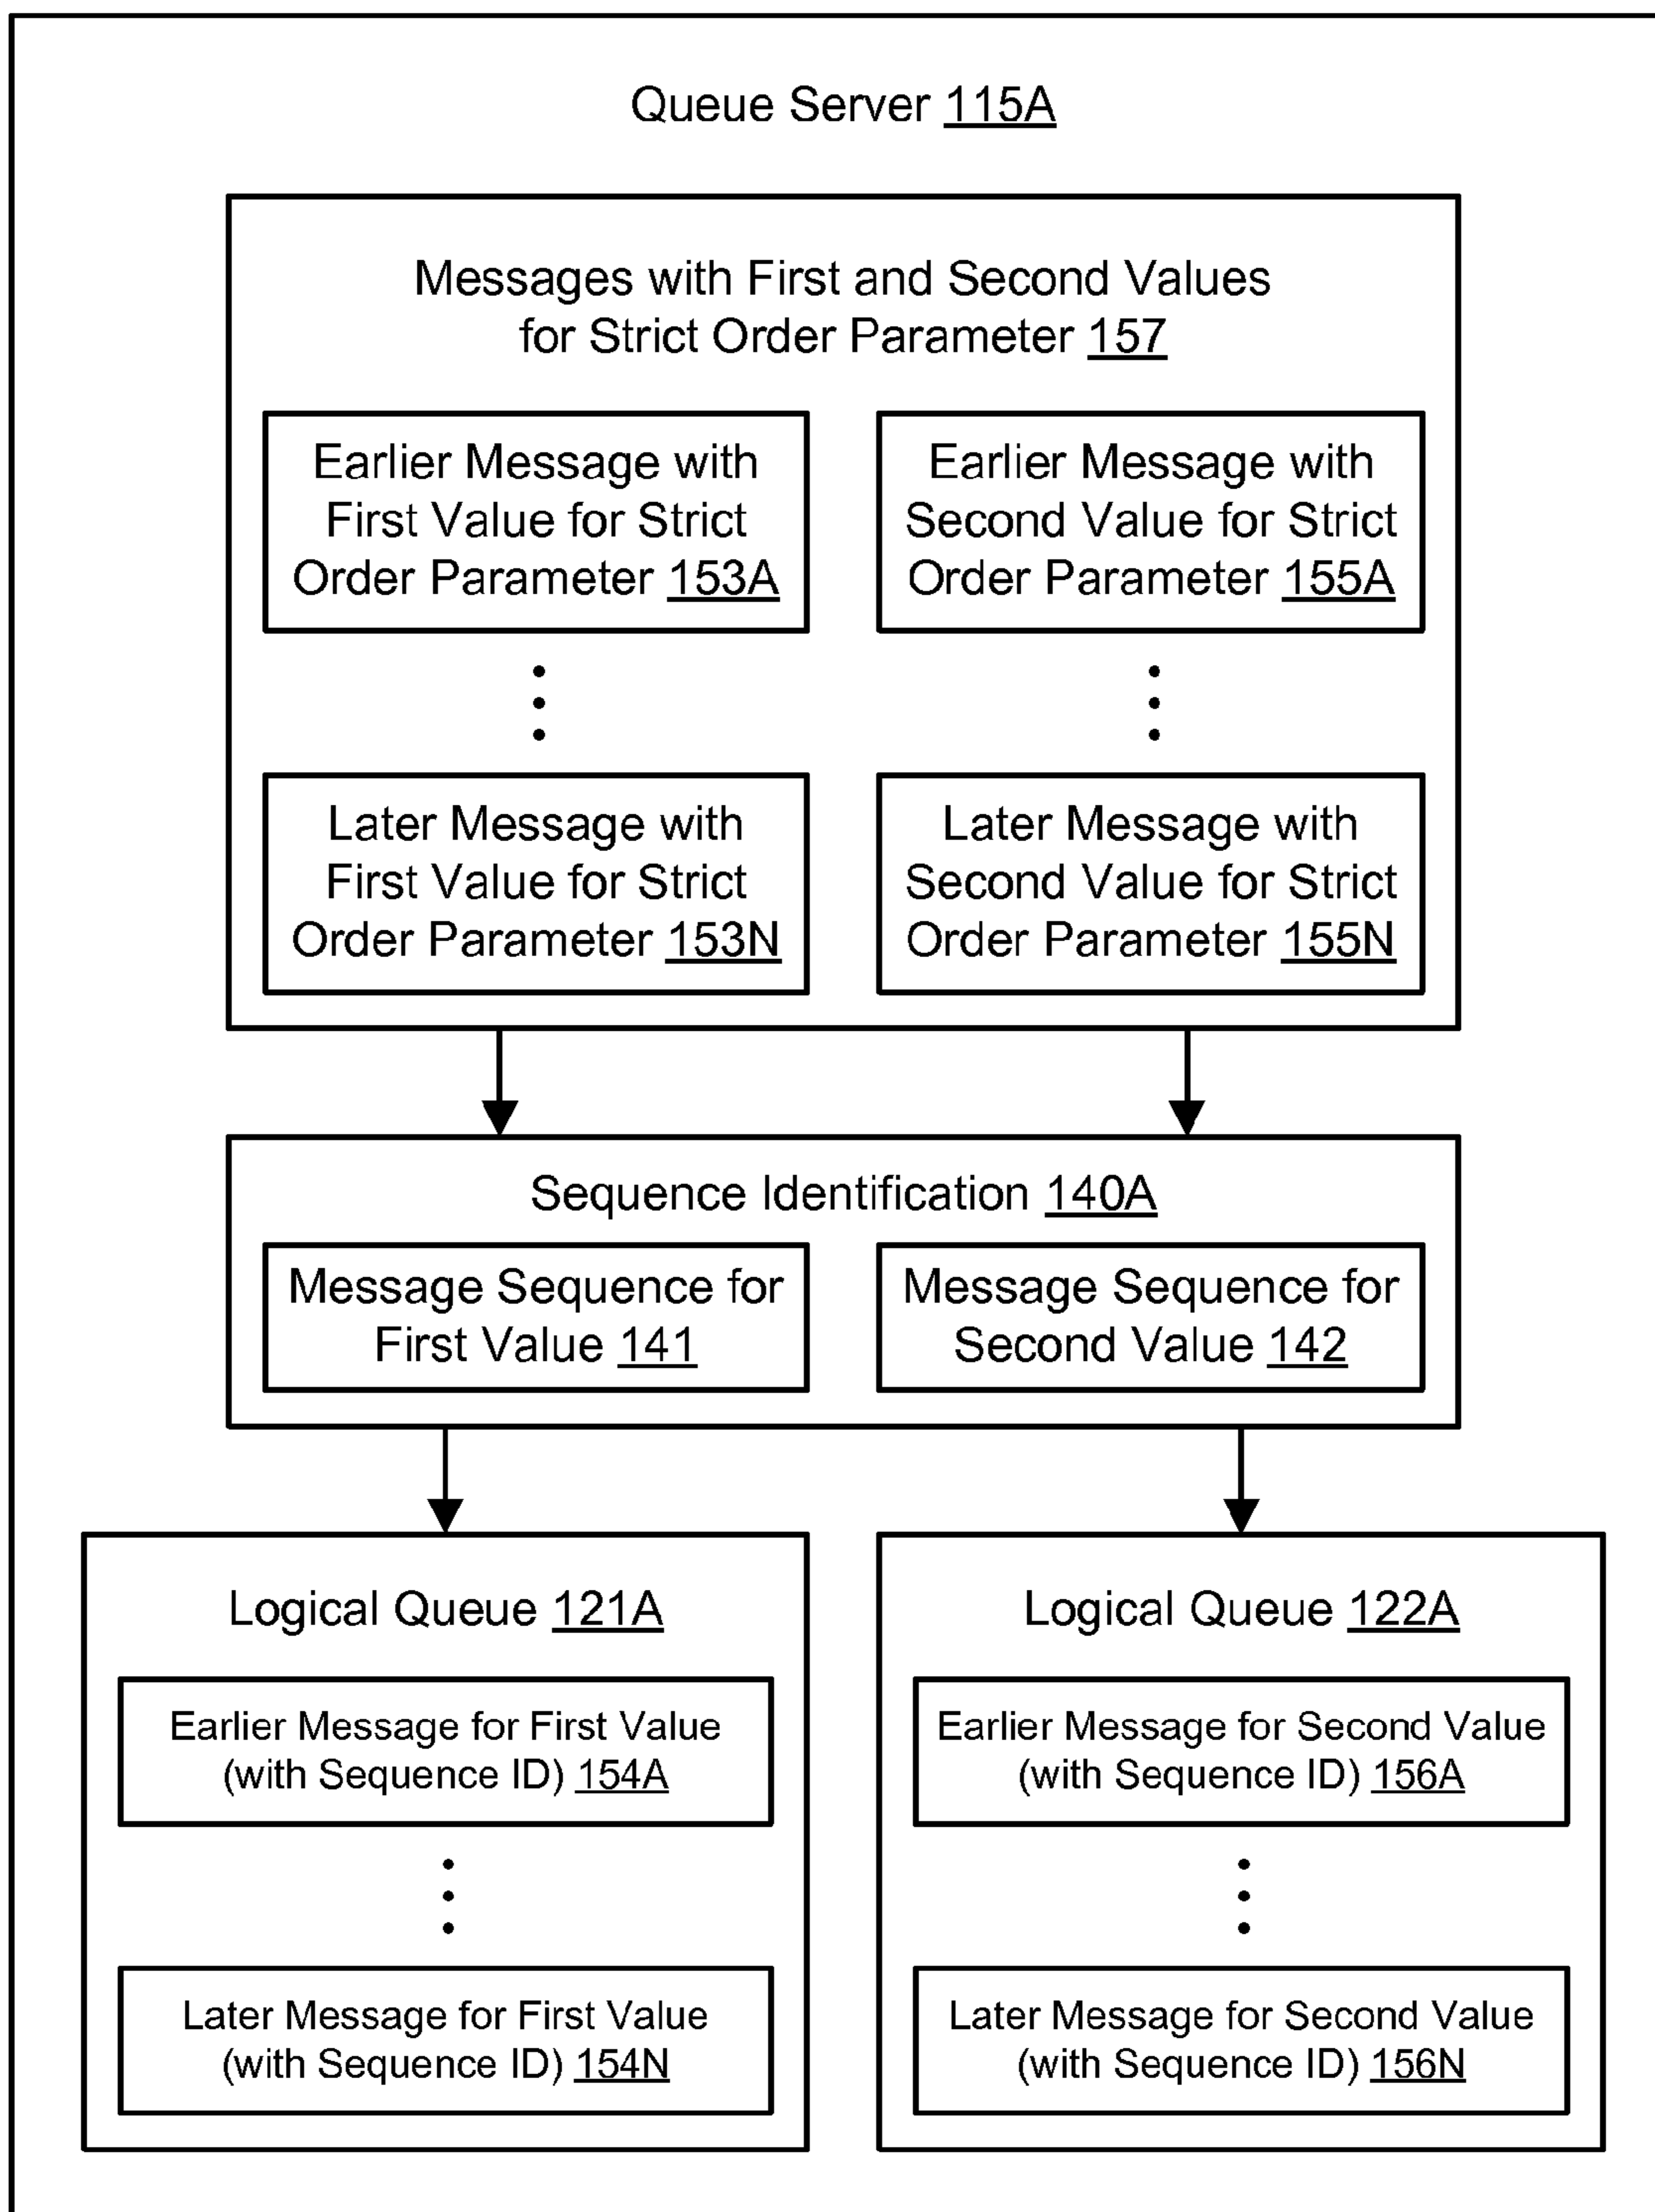 Queue Server 115A
Messages with First and Second Values
for Strict Order Parameter 157
Earlier Message with
First Value for Strict
Order Parameter 153A
Earlier Message with
Second Value for Strict
Order Parameter 155A
Later Message with
First Value for Strict
Order Parameter 153N
Later Message with
Second Value for Strict
Order Parameter 155N
Sequence Identification 140A
Message Sequence for
First Value 141
Message Sequence for
Second Value 142
Logical Queue 121A
Earlier Message for First Value
(with Sequence ID) 154A
Later Message for First Value
(with Sequence ID) 154N
Logical Queue 122A
Earlier Message for Second Value
(with Sequence ID) 156A
Later Message for Second Value
(with Sequence ID) 156N